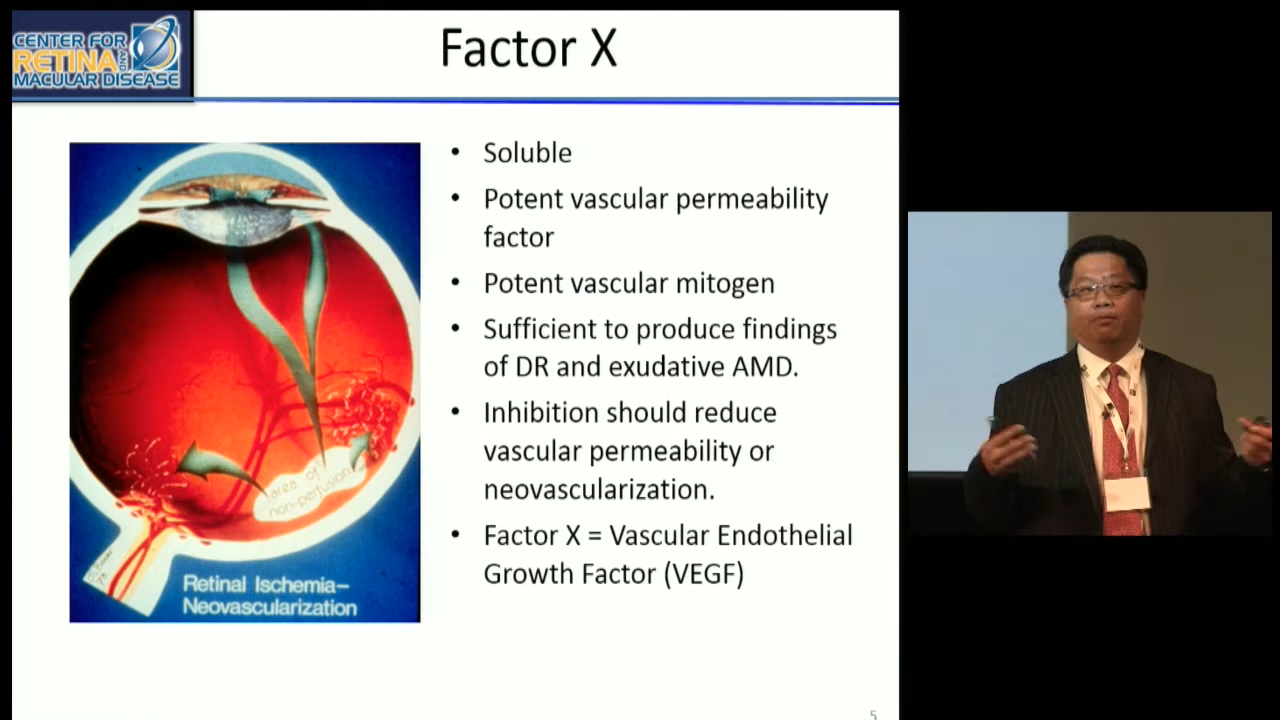 CENTER FOR
RETINA AND
MACULAR DISEASE
Factor X
• Soluble
• Potent vascular permeability
factor
• Potent vascular mitogen
• Sufficient to produce findings
of DR and exudative AMD.
• Inhibition should reduce
vascular permeability or
neovascularization.
• Factor X = Vascular Endothelial
Growth Factor (VEGF)
area of
non-perfusion
Retinal Ischemia–
Neovascularization
5